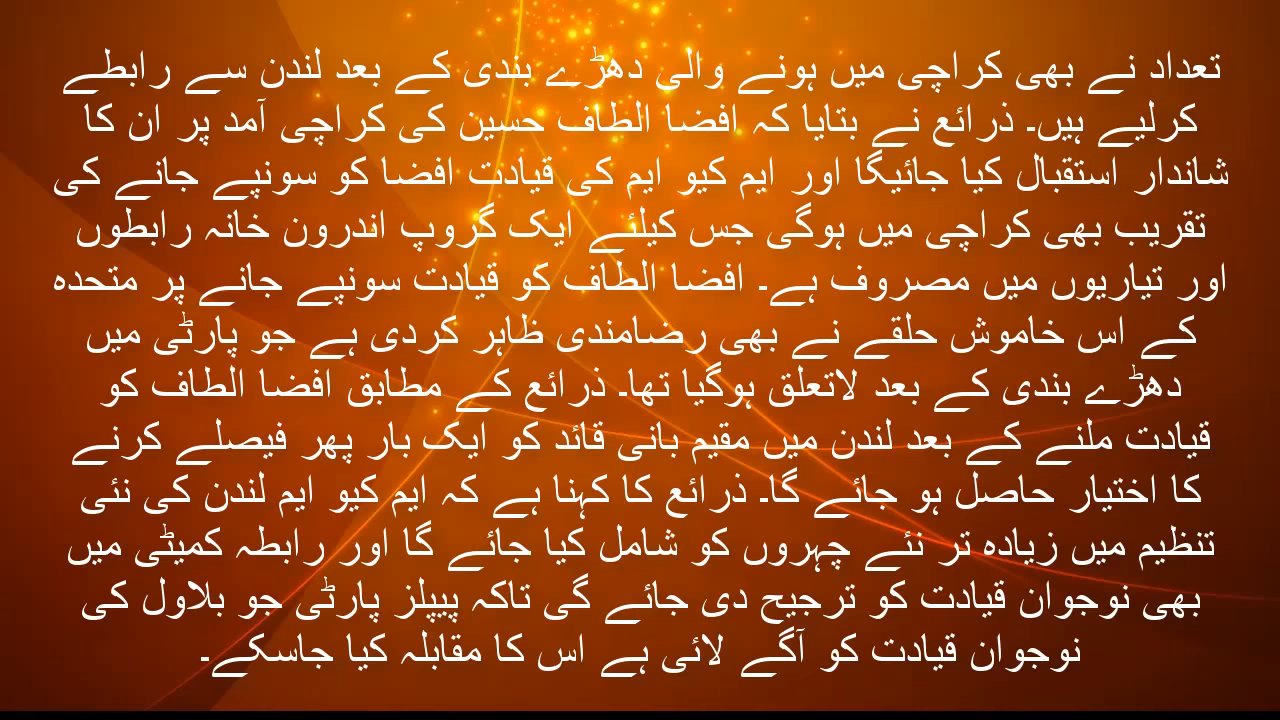 تعداد نے بھی کراچی میں ہونے والی دھڑے بندی کے بعد لندن سے رابطے
کرلیے ہیں۔ ذرائع نے بتایا کہ افضا الطاف حسین کی کراچی آمد پر ان کا
شاندار استقبال کیا جائیگا اور ایم کیو ایم کی قیادت افضا کو سونپے جانے کی
تقریب بھی کراچی میں ہوگی جس کیلئے ایک گروپ اندرون خانہ رابطوں
اور تیاریوں میں مصروف ہے۔ افضا الطاف کو قیادت سونپے جانے پر متحدہ
کے اس خاموش حلقے نے بھی رضامندی ظاہر کردی ہے جو پارٹی میں
دھڑے بندی کے بعد لاتعلق ہوگیا تھا۔ ذرائع کے مطابق افضا الطاف کو
قیادت ملنے کے بعد لندن میں مقیم بانی قائد کو ایک بار پھر فیصلے کرنے
کا اختیار حاصل ہو جائے گا۔ ذرائع کا کہنا ہے کہ ایم کیو ایم لندن کی نئی
تنظیم میں زیادہ تر نئے چہروں کو شامل کیا جائے گا اور رابطہ کمیٹی میں
بھی نوجوان قیادت کو ترجیح دی جائے گی تاکہ پیپلز پارٹی جو بلاول کی
نوجوان قیادت کو آگے لائی ہے اس کا مقابلہ کیا جاسکے۔